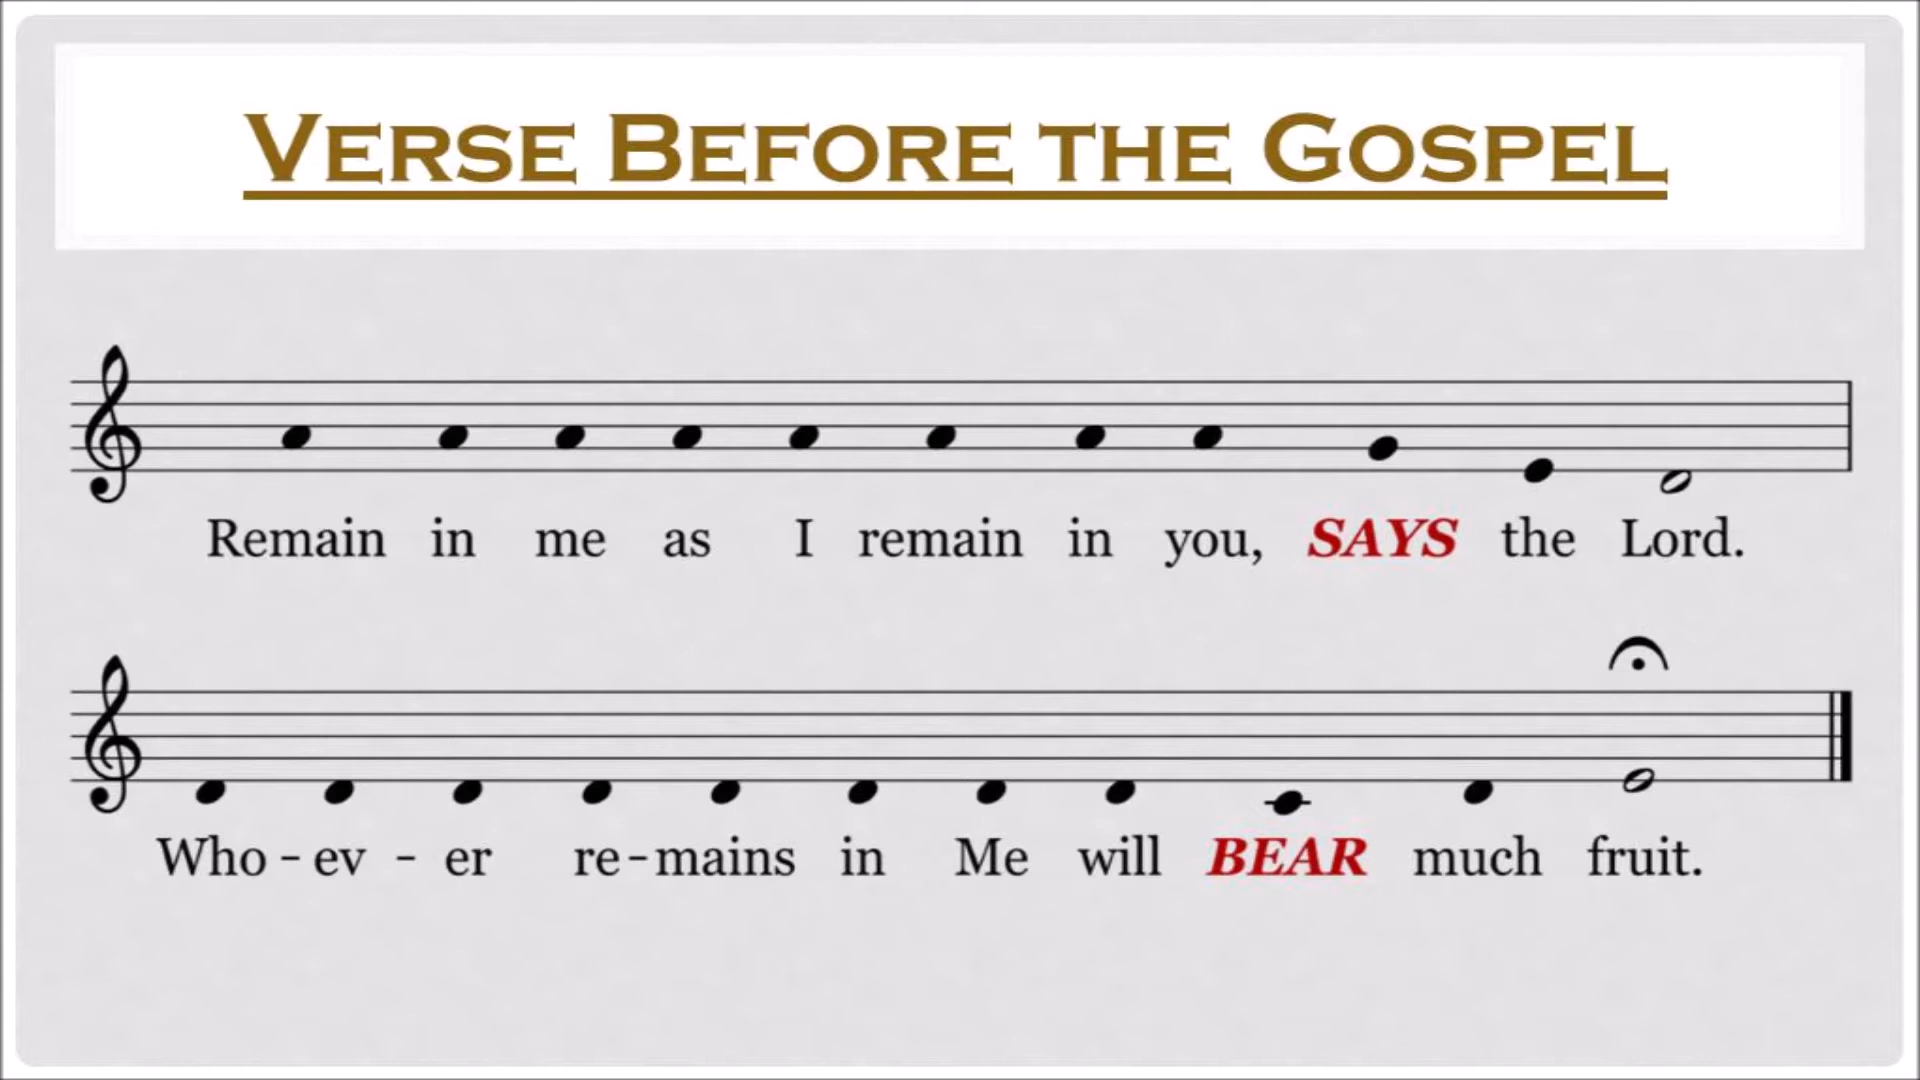 VERSE BEFORE THE GOSPEL
Remain in me as I remain in you, SAYS the Lord.
Who - ev - er re - mains in Me will BEAR much fruit.